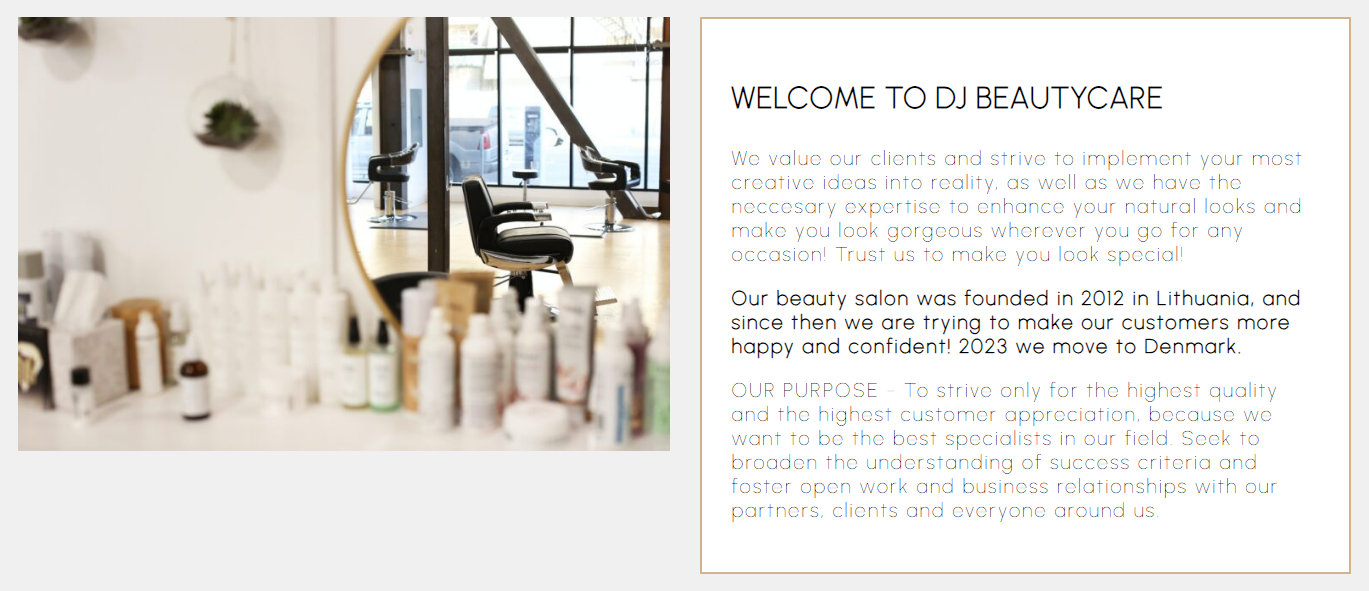 WELCOME TO DJ BEAUTYCARE
We value our clients and strive to implement your most
creative ideas into reality, as well as we have the
neccesary expertise to enhance your natural looks and
make you look gorgeous wherever you go for any
occasion! Trust us to make you look special!
Our beauty salon was founded in 2012 in Lithuania, and
since then we are trying to make our customers more
happy and confident! 2023 we move to Denmark.
OUR PURPOSE - To strive only for the highest quality
and the highest customer appreciation, because we
want to be the best specialists in our field. Seek to
broaden the understanding of success criteria and
foster open work and business relationships with our
partners, clients and everyone around us.